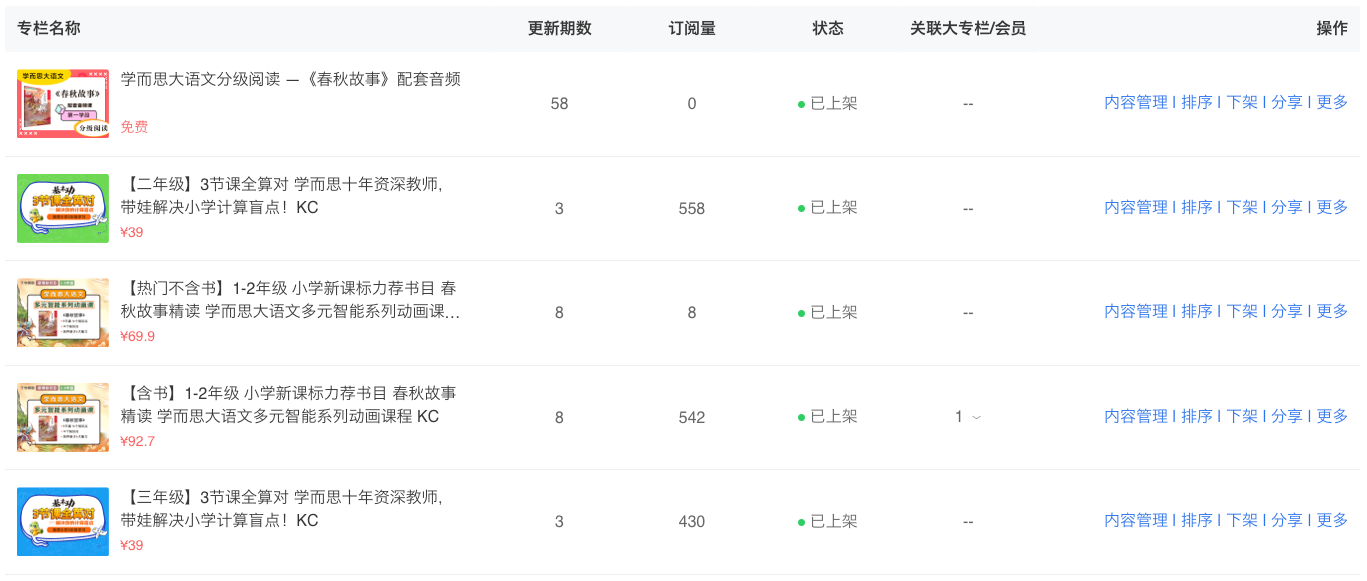 专栏名称 更新期数 订阅量 状态 关联大专栏/会员 操作
学而思大语文
《春秋故事》
配套音频课
第一学段
分级阅读
学而思大语文分级阅读 —《春秋故事》配套音频
免费
58 0 已上架 -- 内容管理 | 排序 | 下架 | 分享 | 更多
基本功
3节课全算对
【二年级】3节课全算对 学而思十年资深教师,
带娃解决小学计算盲点！KC
¥39
3 558 已上架 -- 内容管理 | 排序 | 下架 | 分享 | 更多
学而思大语文
多元智能系列动画课
【热门不含书】1-2年级 小学新课标力荐书目 春
秋故事精读 学而思大语文多元智能系列动画课…
¥69.9
8 8 已上架 -- 内容管理 | 排序 | 下架 | 分享 | 更多
学而思大语文
多元智能系列动画课
【含书】1-2年级 小学新课标力荐书目 春秋故事
精读 学而思大语文多元智能系列动画课程 KC
¥92.7
8 542 已上架 1 内容管理 | 排序 | 下架 | 分享 | 更多
基本功
3节课全算对
【三年级】3节课全算对 学而思十年资深教师,
带娃解决小学计算盲点！KC
¥39
3 430 已上架 -- 内容管理 | 排序 | 下架 | 分享 | 更多